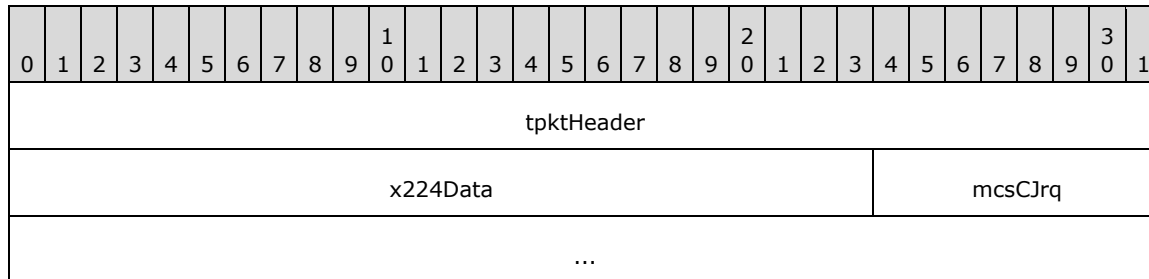 1 2 3
0 1 2 3 4 5 6 7 8 9 0 1 2 3 4 5 6 7 8 9 0 1 2 3 4 5 6 7 8 9 0 1
tpktHeader
x224Data mcsCJrq
...